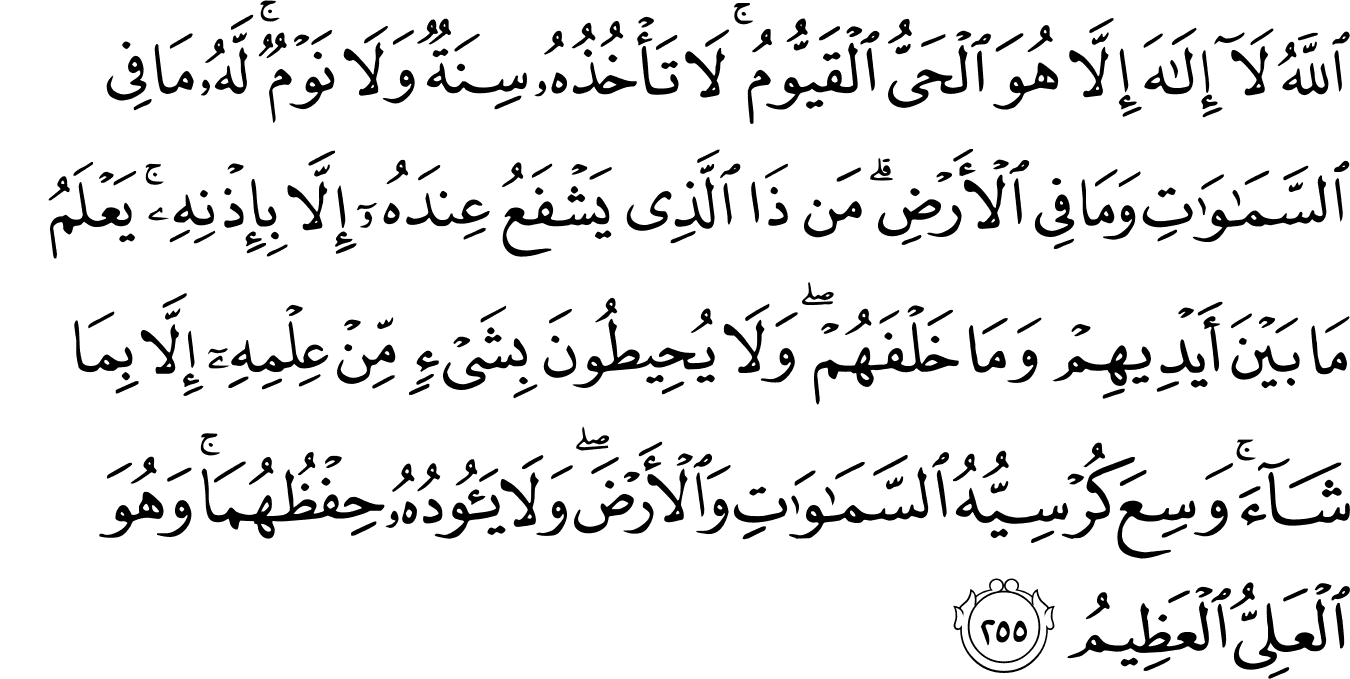 ٱللَّهُ لَآ إِلَـٰهَ إِلَّا هُوَ ٱلْحَىُّ ٱلْقَيُّومُ ۚ لَا تَأْخُذُهُۥ سِنَةٌ وَلَا نَوْمٌ ۚ لَّهُۥ مَا فِى
ٱلسَّمَـٰوَٰتِ وَمَا فِى ٱلْأَرْضِ ۗ مَن ذَا ٱلَّذِى يَشْفَعُ عِندَهُۥٓ إِلَّا بِإِذْنِهِۦ ۚ يَعْلَمُ
مَا بَيْنَ أَيْدِيهِمْ وَمَا خَلْفَهُمْ ۖ وَلَا يُحِيطُونَ بِشَىْءٍ مِّنْ عِلْمِهِۦٓ إِلَّا بِمَا
شَآءَ ۚ وَسِعَ كُرْسِيُّهُ ٱلسَّمَـٰوَٰتِ وَٱلْأَرْضَ ۖ وَلَا يَـُٔودُهُۥ حِفْظُهُمَا ۚ وَهُوَ
ٱلْعَلِىُّ ٱلْعَظِيمُ ٢٥٥